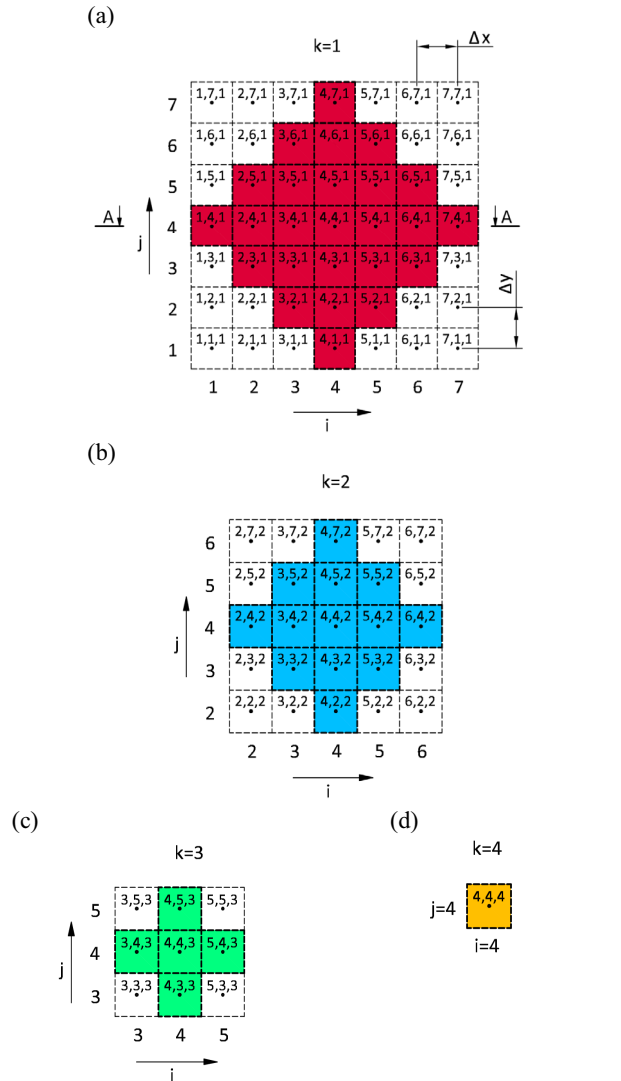 (a)
k=1
Δx
7 1,7,1 2,7,1 3,7,1 4,7,1 5,7,1 6,7,1 7,7,1
6 1,6,1 2,6,1 3,6,1 4,6,1 5,6,1 6,6,1 7,6,1
5 1,5,1 2,5,1 3,5,1 4,5,1 5,5,1 6,5,1 7,5,1
A 4 1,4,1 2,4,1 3,4,1 4,4,1 5,4,1 6,4,1 7,4,1 A
j
3 1,3,1 2,3,1 3,3,1 4,3,1 5,3,1 6,3,1 7,3,1
Δy
2 1,2,1 2,2,1 3,2,1 4,2,1 5,2,1 6,2,1 7,2,1
1 1,1,1 2,1,1 3,1,1 4,1,1 5,1,1 6,1,1 7,1,1
1 2 3 4 5 6 7
i
(b)
k=2
6 2,7,2 3,7,2 4,7,2 5,7,2 6,7,2
5 2,5,2 3,5,2 4,5,2 5,5,2 6,5,2
4 2,4,2 3,4,2 4,4,2 5,4,2 6,4,2
j
3 2,3,2 3,3,2 4,3,2 5,3,2 6,3,2
2 2,2,2 3,2,2 4,2,2 5,2,2 6,2,2
2 3 4 5 6
i
(c)
k=3
5 3,5,3 4,5,3 5,5,3
4 3,4,3 4,4,3 5,4,3
j
3 3,3,3 4,3,3 5,3,3
3 4 5
i
(d)
k=4
4,4,4
j=4
i=4